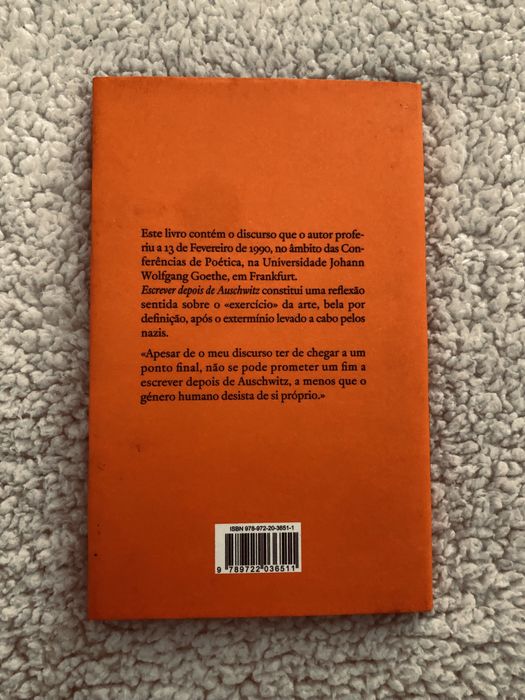 Este livro contém o discurso que o autor profe-
riu a 13 de Fevereiro de 1990, no âmbito das Con-
ferências de Poética, na Universidade Johann
Wolfgang Goethe, em Frankfurt.
Escrever depois de Auschwitz constitui uma reflexão
sentida sobre o «exercício» da arte, bela por
definição, após o extermínio levado a cabo pelos
nazis.
«Apesar de o meu discurso ter de chegar a um
ponto final, não se pode prometer um fim a
escrever depois de Auschwitz, a menos que o
género humano desista de si próprio.»
ISBN 978-972-20-3651-1
9 789722 036511